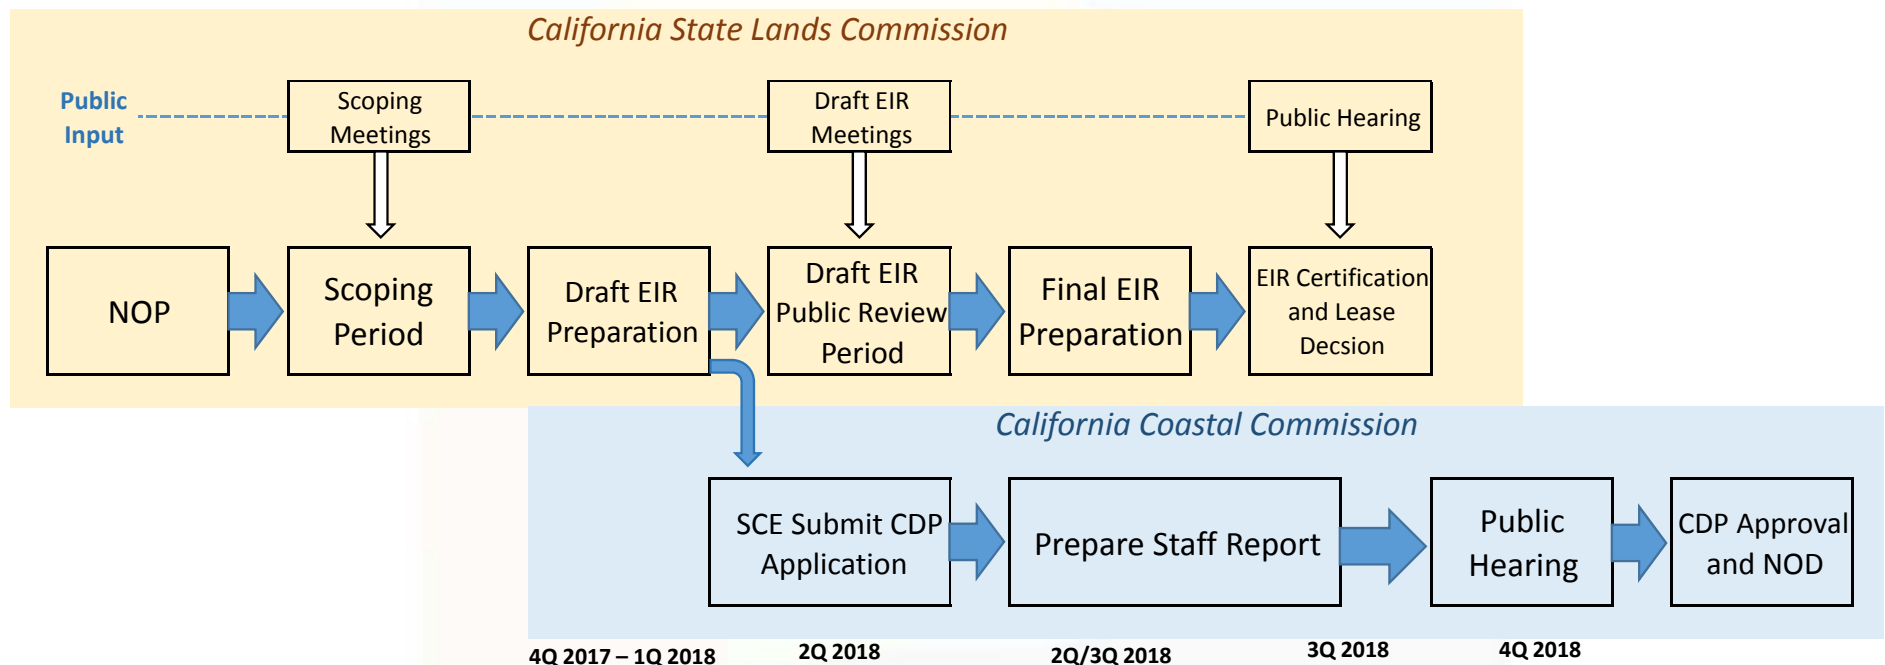 California State Lands Commission
Public
Input
Scoping
Meetings
Draft EIR
Meetings
Public Hearing
NOP
Scoping
Period
Draft EIR
Preparation
Draft EIR
Public Review
Period
Final EIR
Preparation
EIR Certification
and Lease
Decsion
California Coastal Commission
SCE Submit CDP
Application
Prepare Staff Report
Public
Hearing
CDP Approval
and NOD
4Q 2017 – 1Q 2018
2Q 2018
2Q/3Q 2018
3Q 2018
4Q 2018